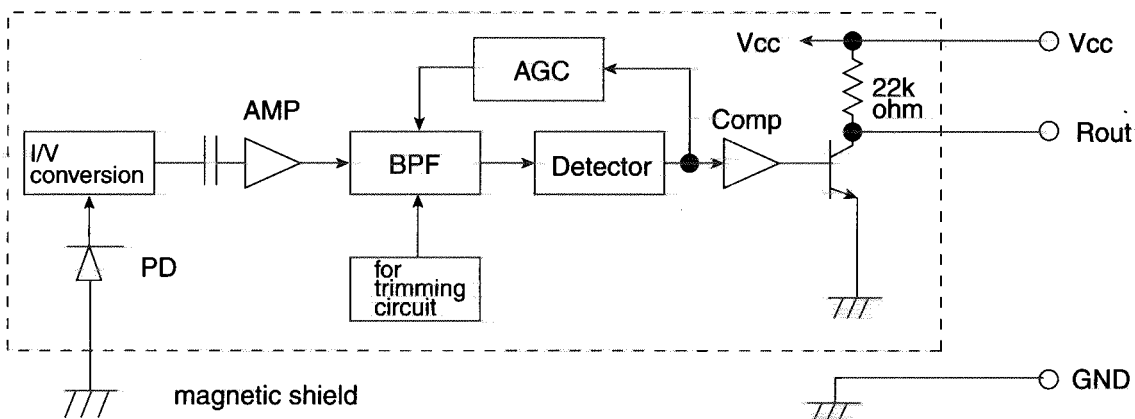 Vcc
Vcc
AGC
22k
ohm
AMP
Comp
Rout
I/V
conversion
BPF
Detector
PD
for
trimming
circuit
magnetic shield
GND